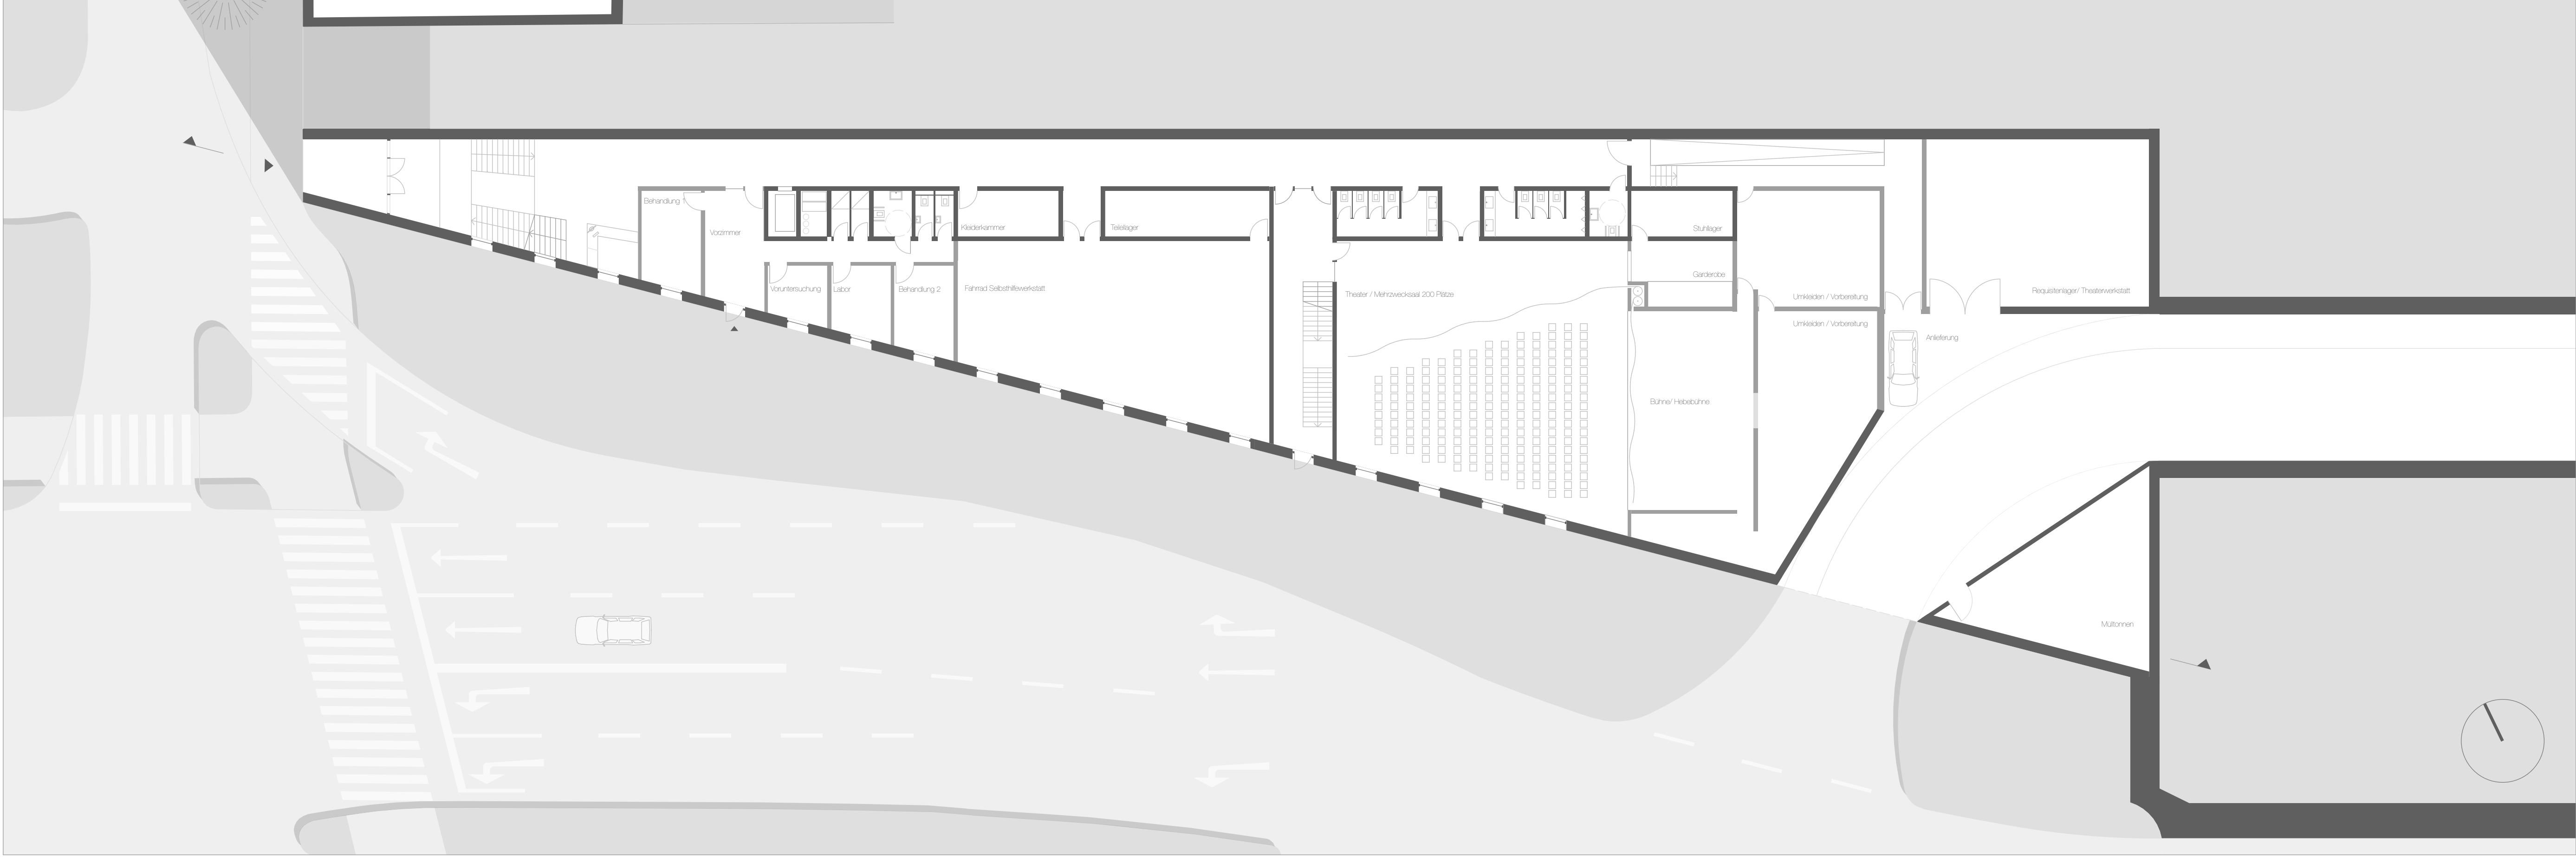 Behandlung 1
Vorzimmer
Kleiderkammer
Teilelager
Stuhllager
Garderobe
Voruntersuchung
Labor
Behandlung 2
Fahrrad Selbsthilfewerkstatt
Theater / Mehrzwecksaal 200 Plätze
Umkleiden / Vorbereitung
Requisitenlager/ Theaterwerkstatt
Umkleiden / Vorbereitung
Anlieferung
Bühne/ Hebebühne
Mülltonnen